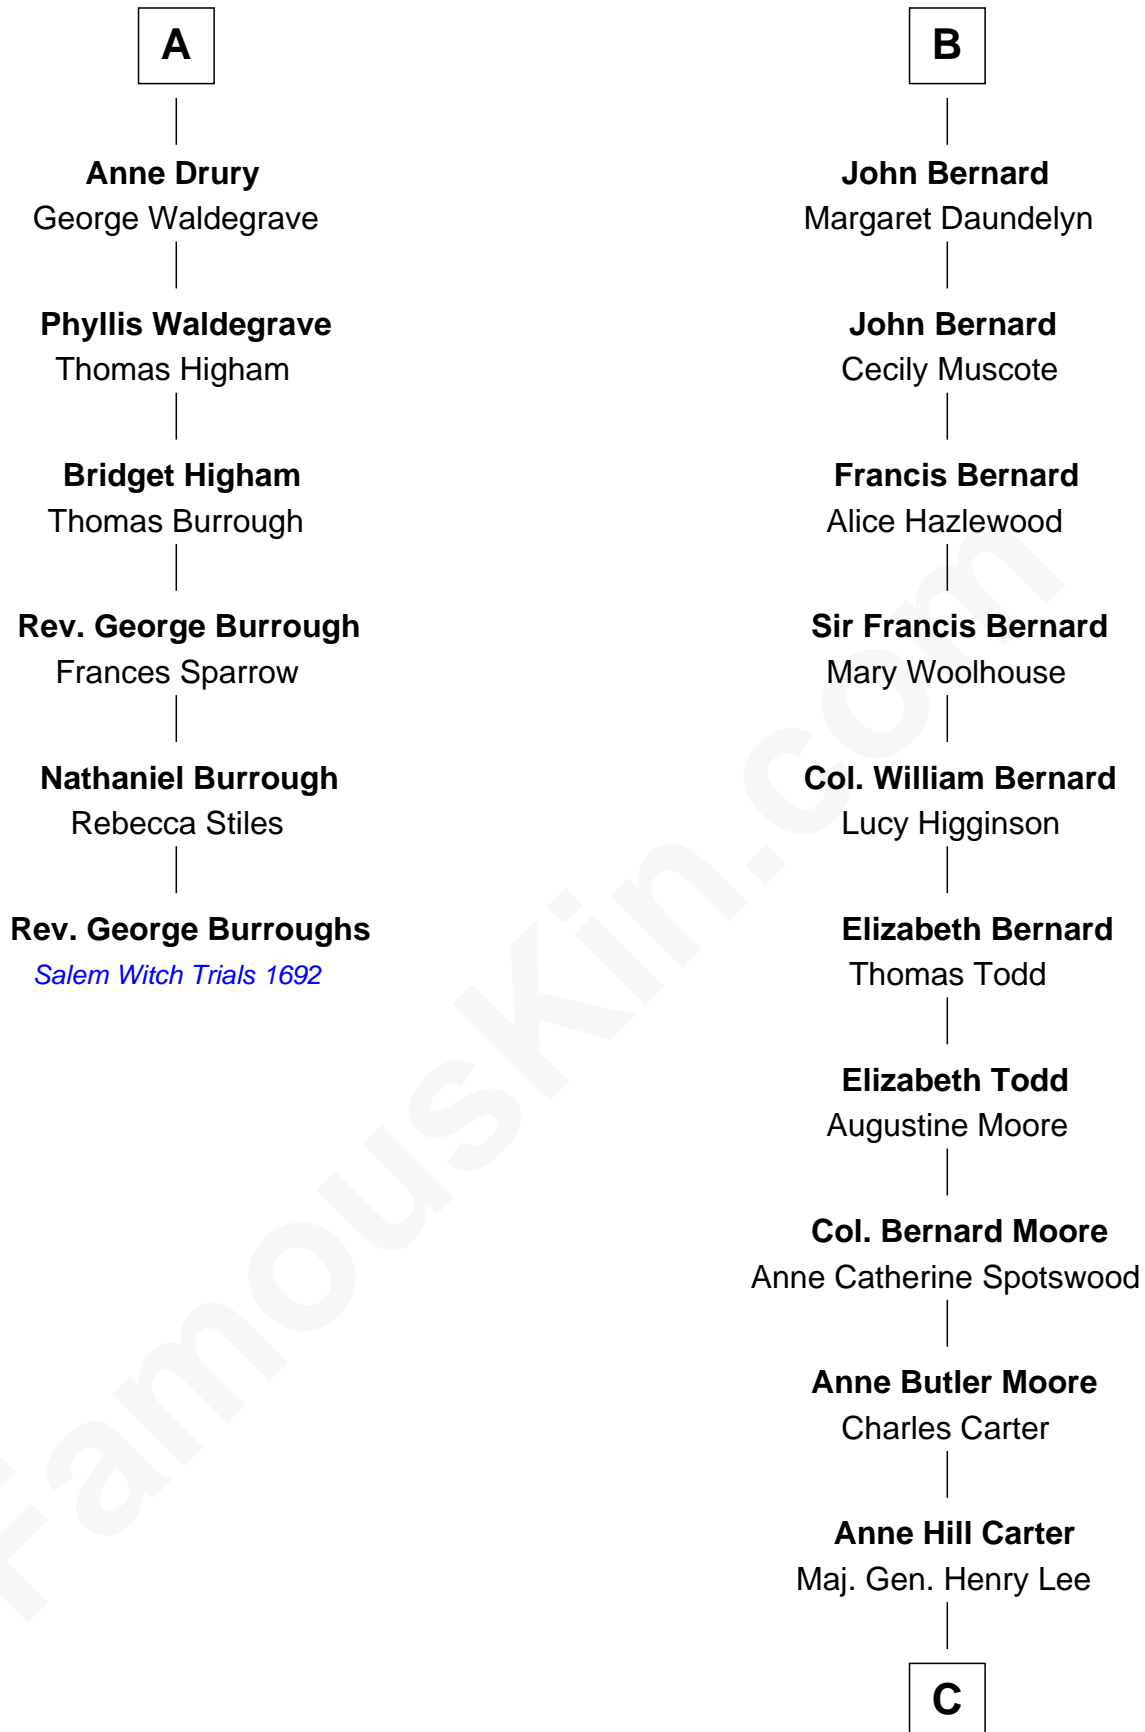 A
Anne Drury
George Waldegrave
Phyllis Waldegrave
Thomas Higham
Bridget Higham
Thomas Burrough
Rev. George Burrough
Frances Sparrow
Nathaniel Burrough
Rebecca Stiles
Rev. George Burroughs
Salem Witch Trials 1692
B
John Bernard
Margaret Daundelyn
John Bernard
Cecily Muscote
Francis Bernard
Alice Hazlewood
Sir Francis Bernard
Mary Woolhouse
Col. William Bernard
Lucy Higginson
Elizabeth Bernard
Thomas Todd
Elizabeth Todd
Augustine Moore
Col. Bernard Moore
Anne Catherine Spotswood
Anne Butler Moore
Charles Carter
Anne Hill Carter
Maj. Gen. Henry Lee
C
FamousKin.com